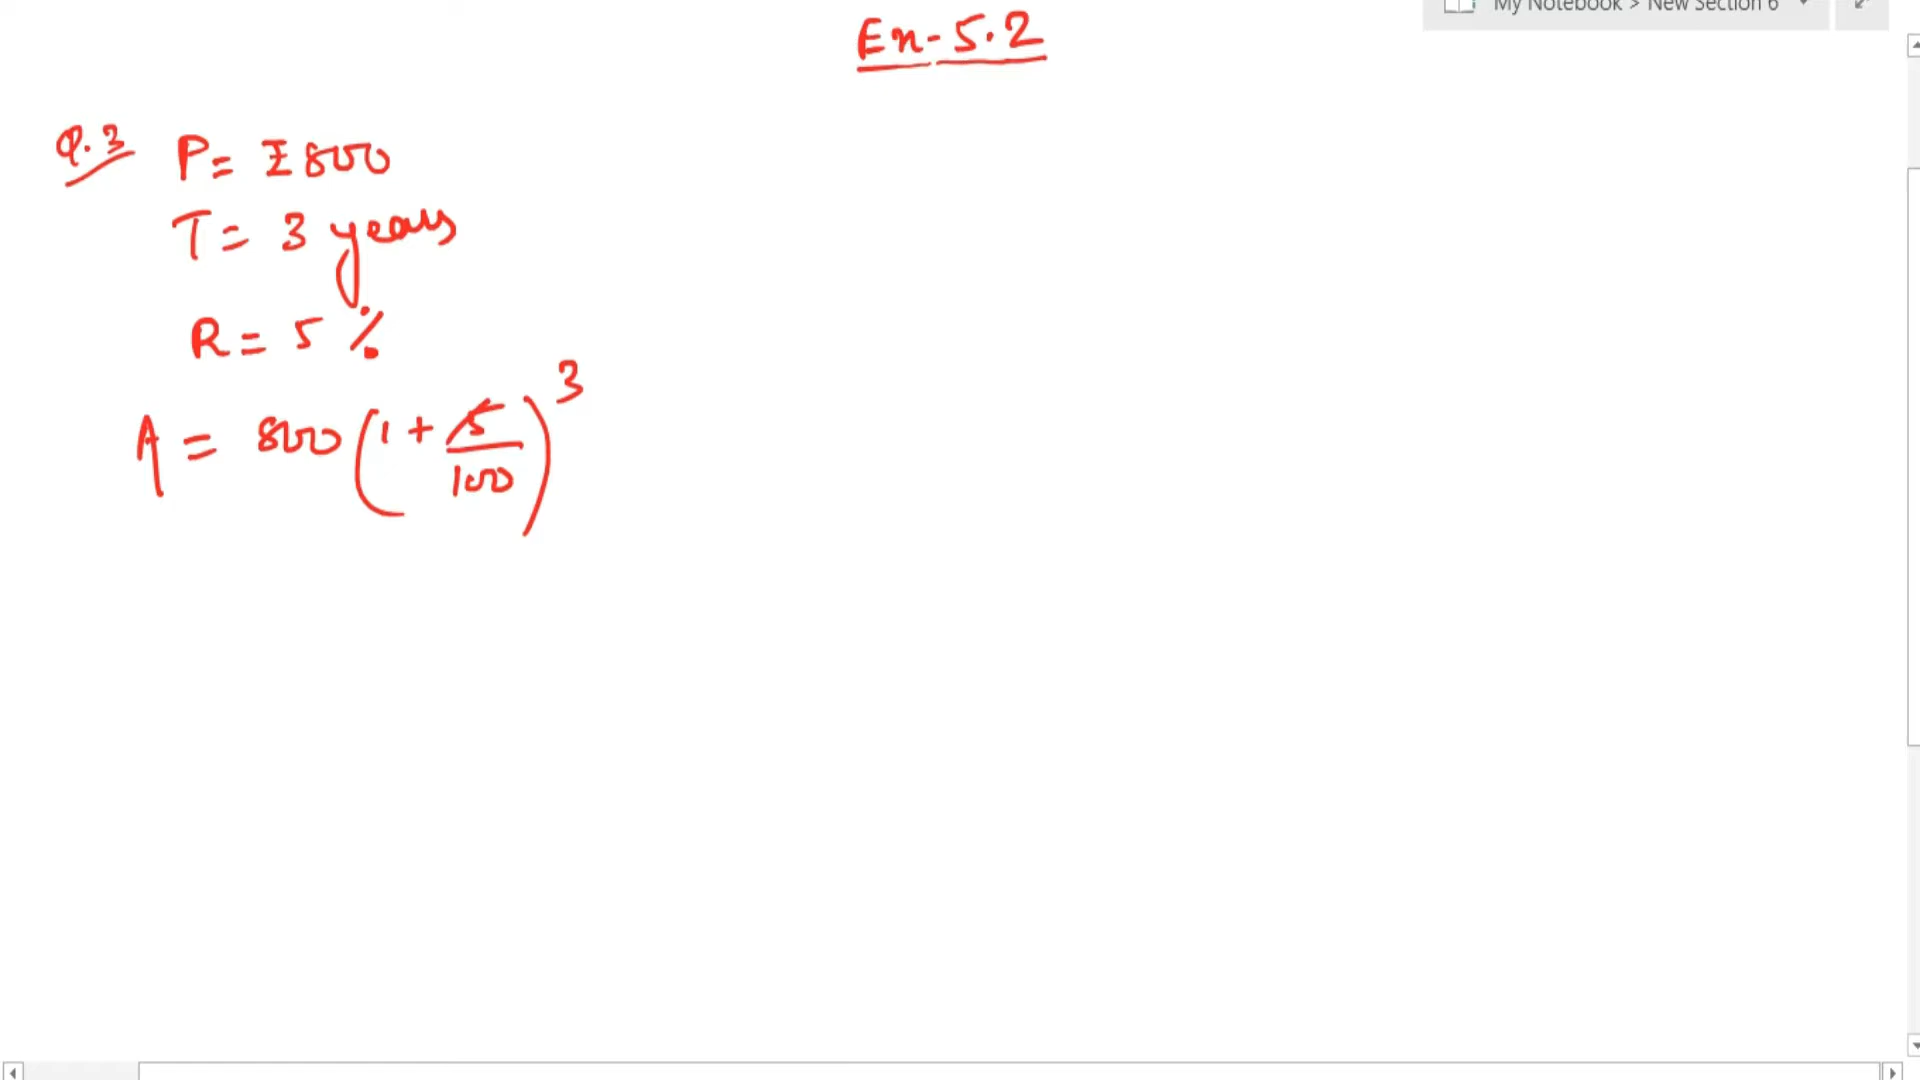 My Notebook > New Section 6
Ex-5.2
Q.3 P= ₹800
T= 3 years
R= 5 %
A = 800(1+5/100)^3